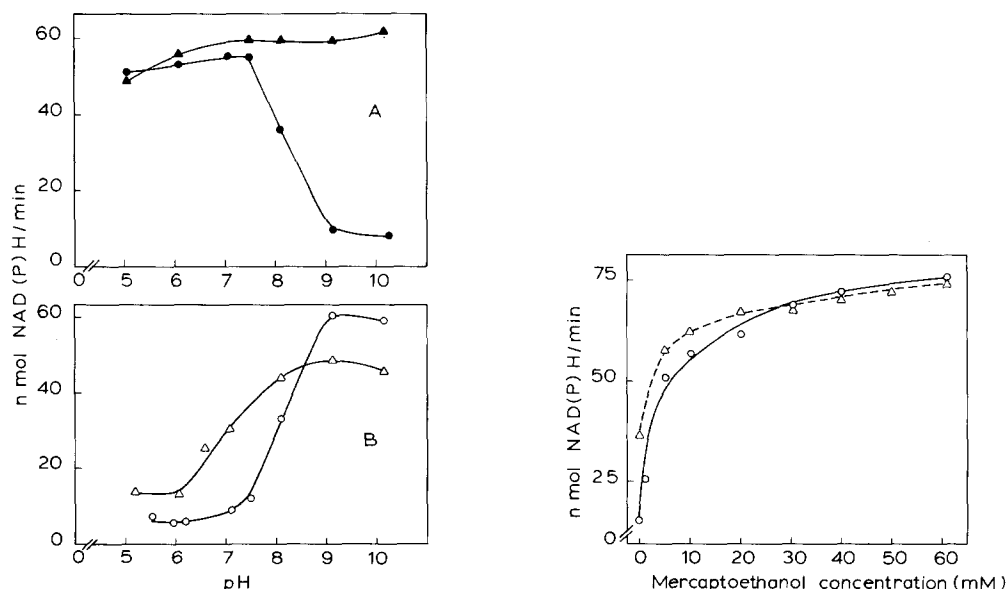 60
40
20
0
A
0 5 6 7 8 9 10
n mol NAD (P) H / min
60
40
20
0
B
0 5 6 7 8 9 10
pH
75
50
25
0
n mol NAD(P) H/min
0 10 20 30 40 50 60
Mercaptoethanol concentration (mM)